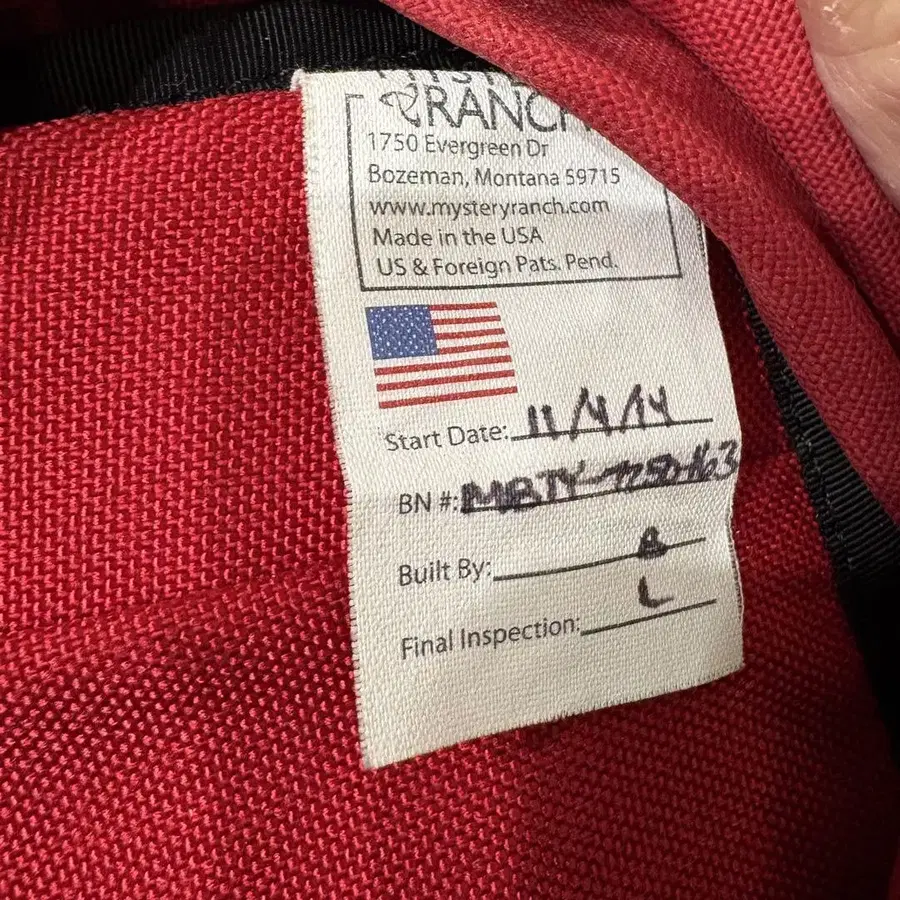 RANCH
1750 Evergreen Dr
Bozeman, Montana 59715
www.mysteryranch.com
Made in the USA
US & Foreign Pats. Pend.
Start Date: 11/4/14
BN #:
Built By: B
Final Inspection: L